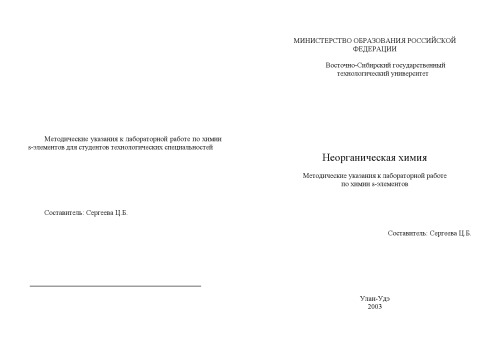 Методические указания к лабораторной работе по химии
s-элементов для студентов технологических специальностей
Составитель: Сергеева Ц.Б.
МИНИСТЕРСТВО ОБРАЗОВАНИЯ РОССИЙСКОЙ
ФЕДЕРАЦИИ
Восточно-Сибирский государственный
технологический университет
Неорганическая химия
Методические указания к лабораторной работе
по химии s-элементов
Составитель: Сергеева Ц.Б.
Улан-Удэ
2003